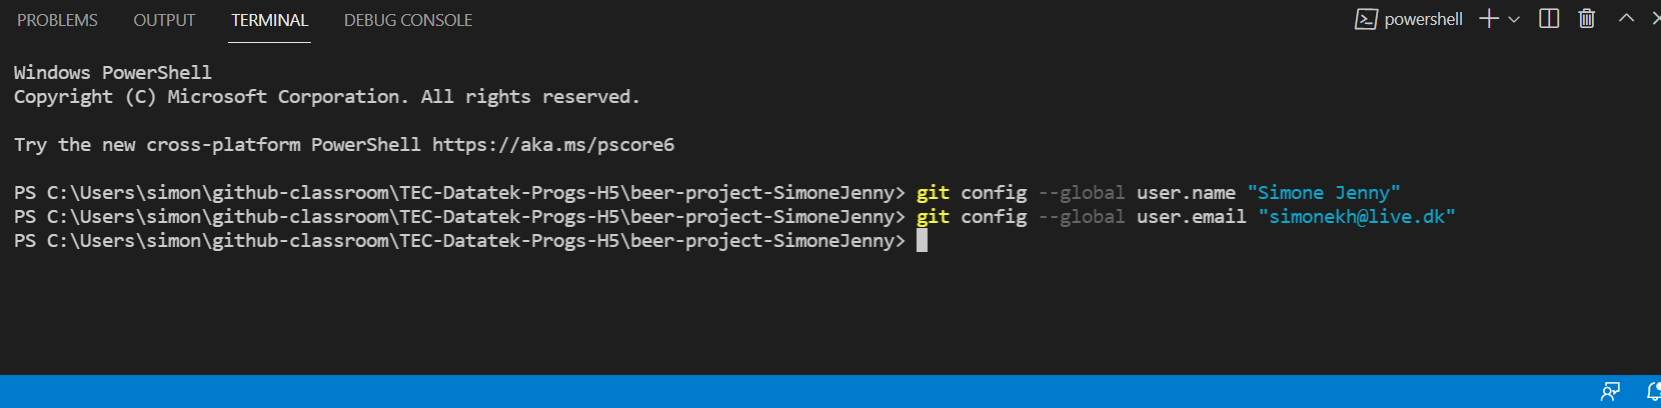 PROBLEMS OUTPUT TERMINAL DEBUG CONSOLE powershell
Windows PowerShell
Copyright (C) Microsoft Corporation. All rights reserved.
Try the new cross-platform PowerShell https://aka.ms/pscore6
PS C:\Users\simon\github-classroom\TEC-Datatek-Progs-H5\beer-project-SimoneJenny> git config --global user.name "Simone Jenny"
PS C:\Users\simon\github-classroom\TEC-Datatek-Progs-H5\beer-project-SimoneJenny> git config --global user.email "simonekh@live.dk"
PS C:\Users\simon\github-classroom\TEC-Datatek-Progs-H5\beer-project-SimoneJenny>